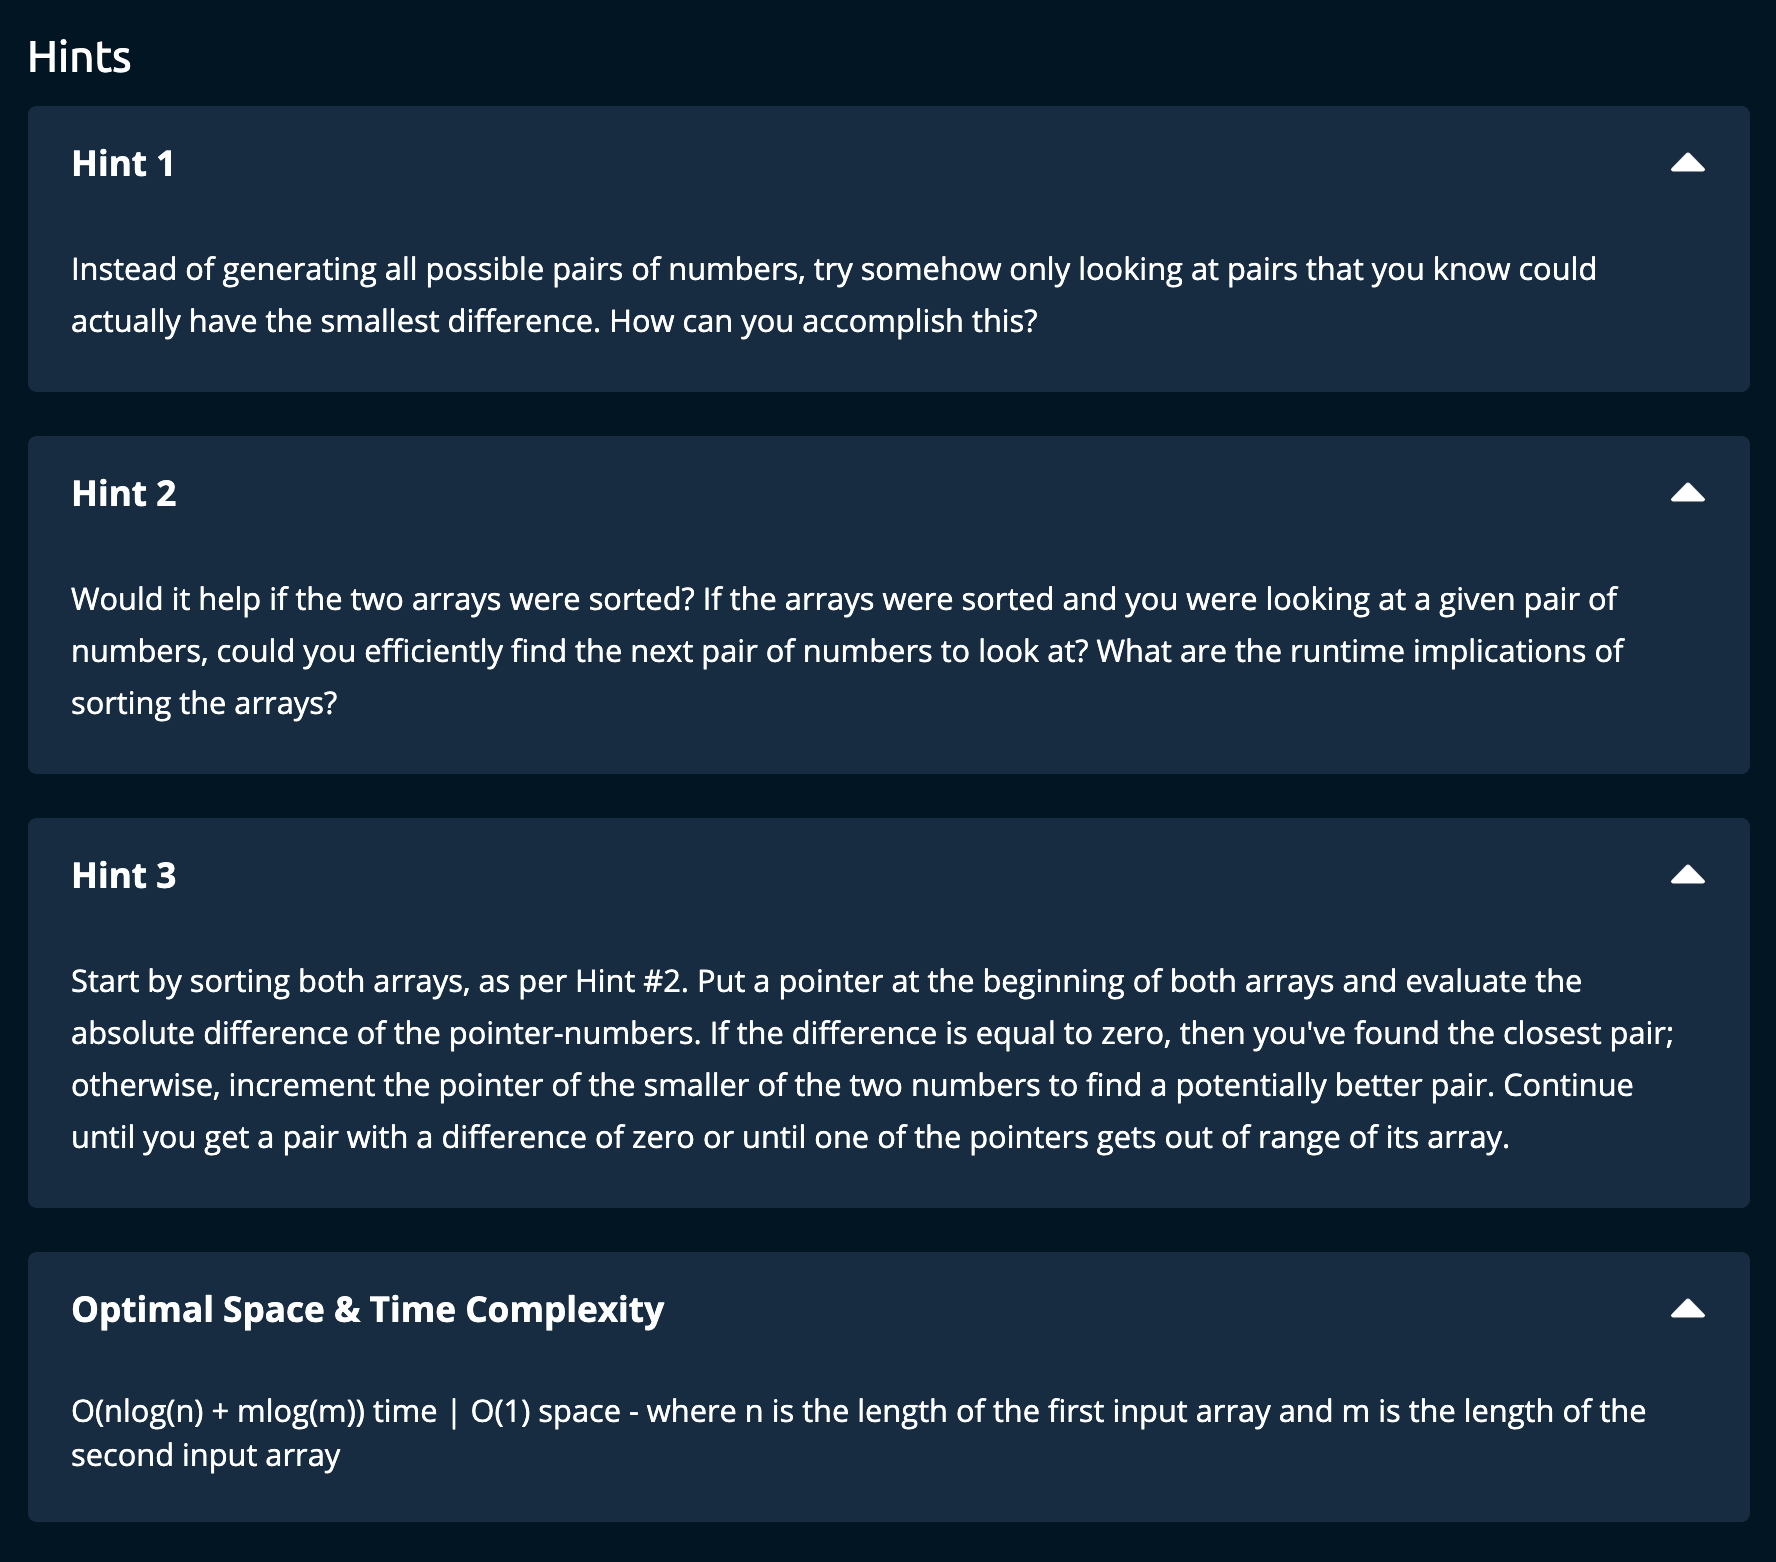 Hints
Hint 1
Instead of generating all possible pairs of numbers, try somehow only looking at pairs that you know could
actually have the smallest difference. How can you accomplish this?
Hint 2
Would it help if the two arrays were sorted? If the arrays were sorted and you were looking at a given pair of
numbers, could you efficiently find the next pair of numbers to look at? What are the runtime implications of
sorting the arrays?
Hint 3
Start by sorting both arrays, as per Hint #2. Put a pointer at the beginning of both arrays and evaluate the
absolute difference of the pointer-numbers. If the difference is equal to zero, then you've found the closest pair;
otherwise, increment the pointer of the smaller of the two numbers to find a potentially better pair. Continue
until you get a pair with a difference of zero or until one of the pointers gets out of range of its array.
Optimal Space & Time Complexity
O(nlog(n) + mlog(m)) time | O(1) space - where n is the length of the first input array and m is the length of the
second input array